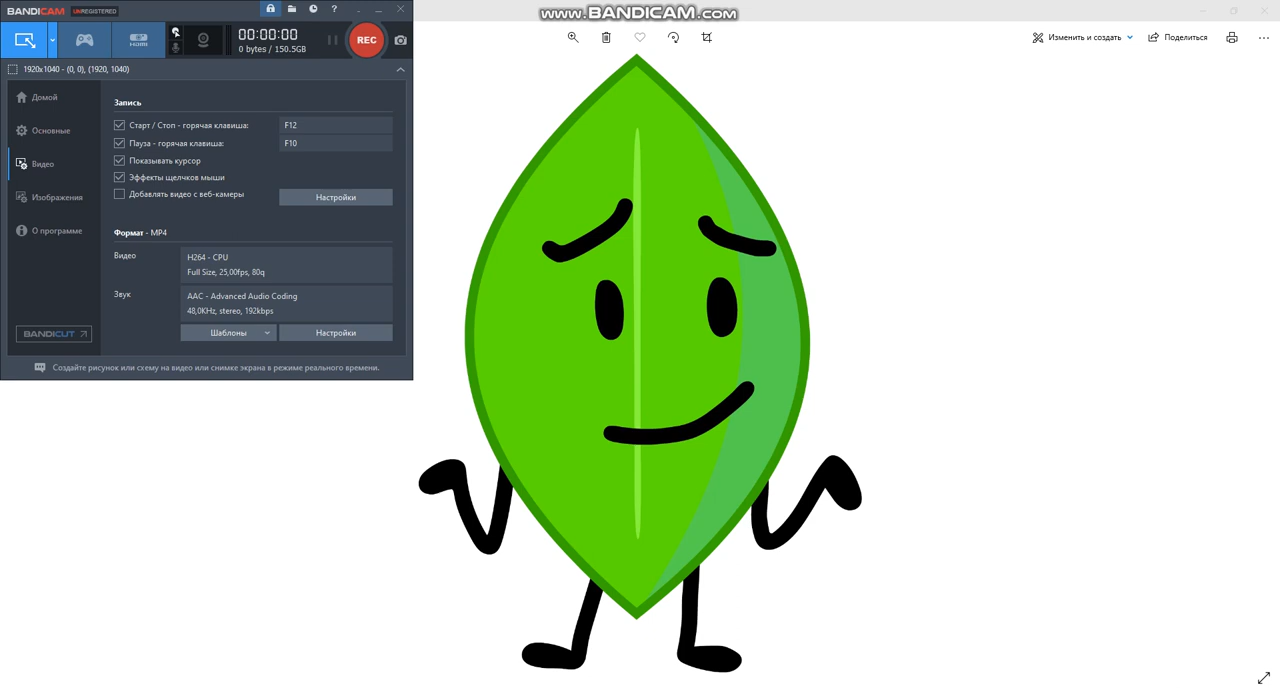 BANDICAM UNREGISTERED
www.BANDICAM.com
HDMI
REC
00:00:00
0 bytes / 150.5GB
Изменить и создать
Поделиться
1920x1040 - (0, 0), (1920, 1040)
Домой
Основные
Видео
Изображения
О программе
BANDICUT
Запись
Старт / Стоп - горячая клавиша: F12
Пауза - горячая клавиша: F10
Показывать курсор
Эффекты щелчков мыши
Добавлять видео с веб-камеры
Настройки
Формат - MP4
Видео
H264 - CPU
Full Size, 25,00fps, 80q
Звук
AAC - Advanced Audio Coding
48,0KHz, stereo, 192kbps
Шаблоны
Настройки
Создайте рисунок или схему на видео или снимке экрана в режиме реального времени.